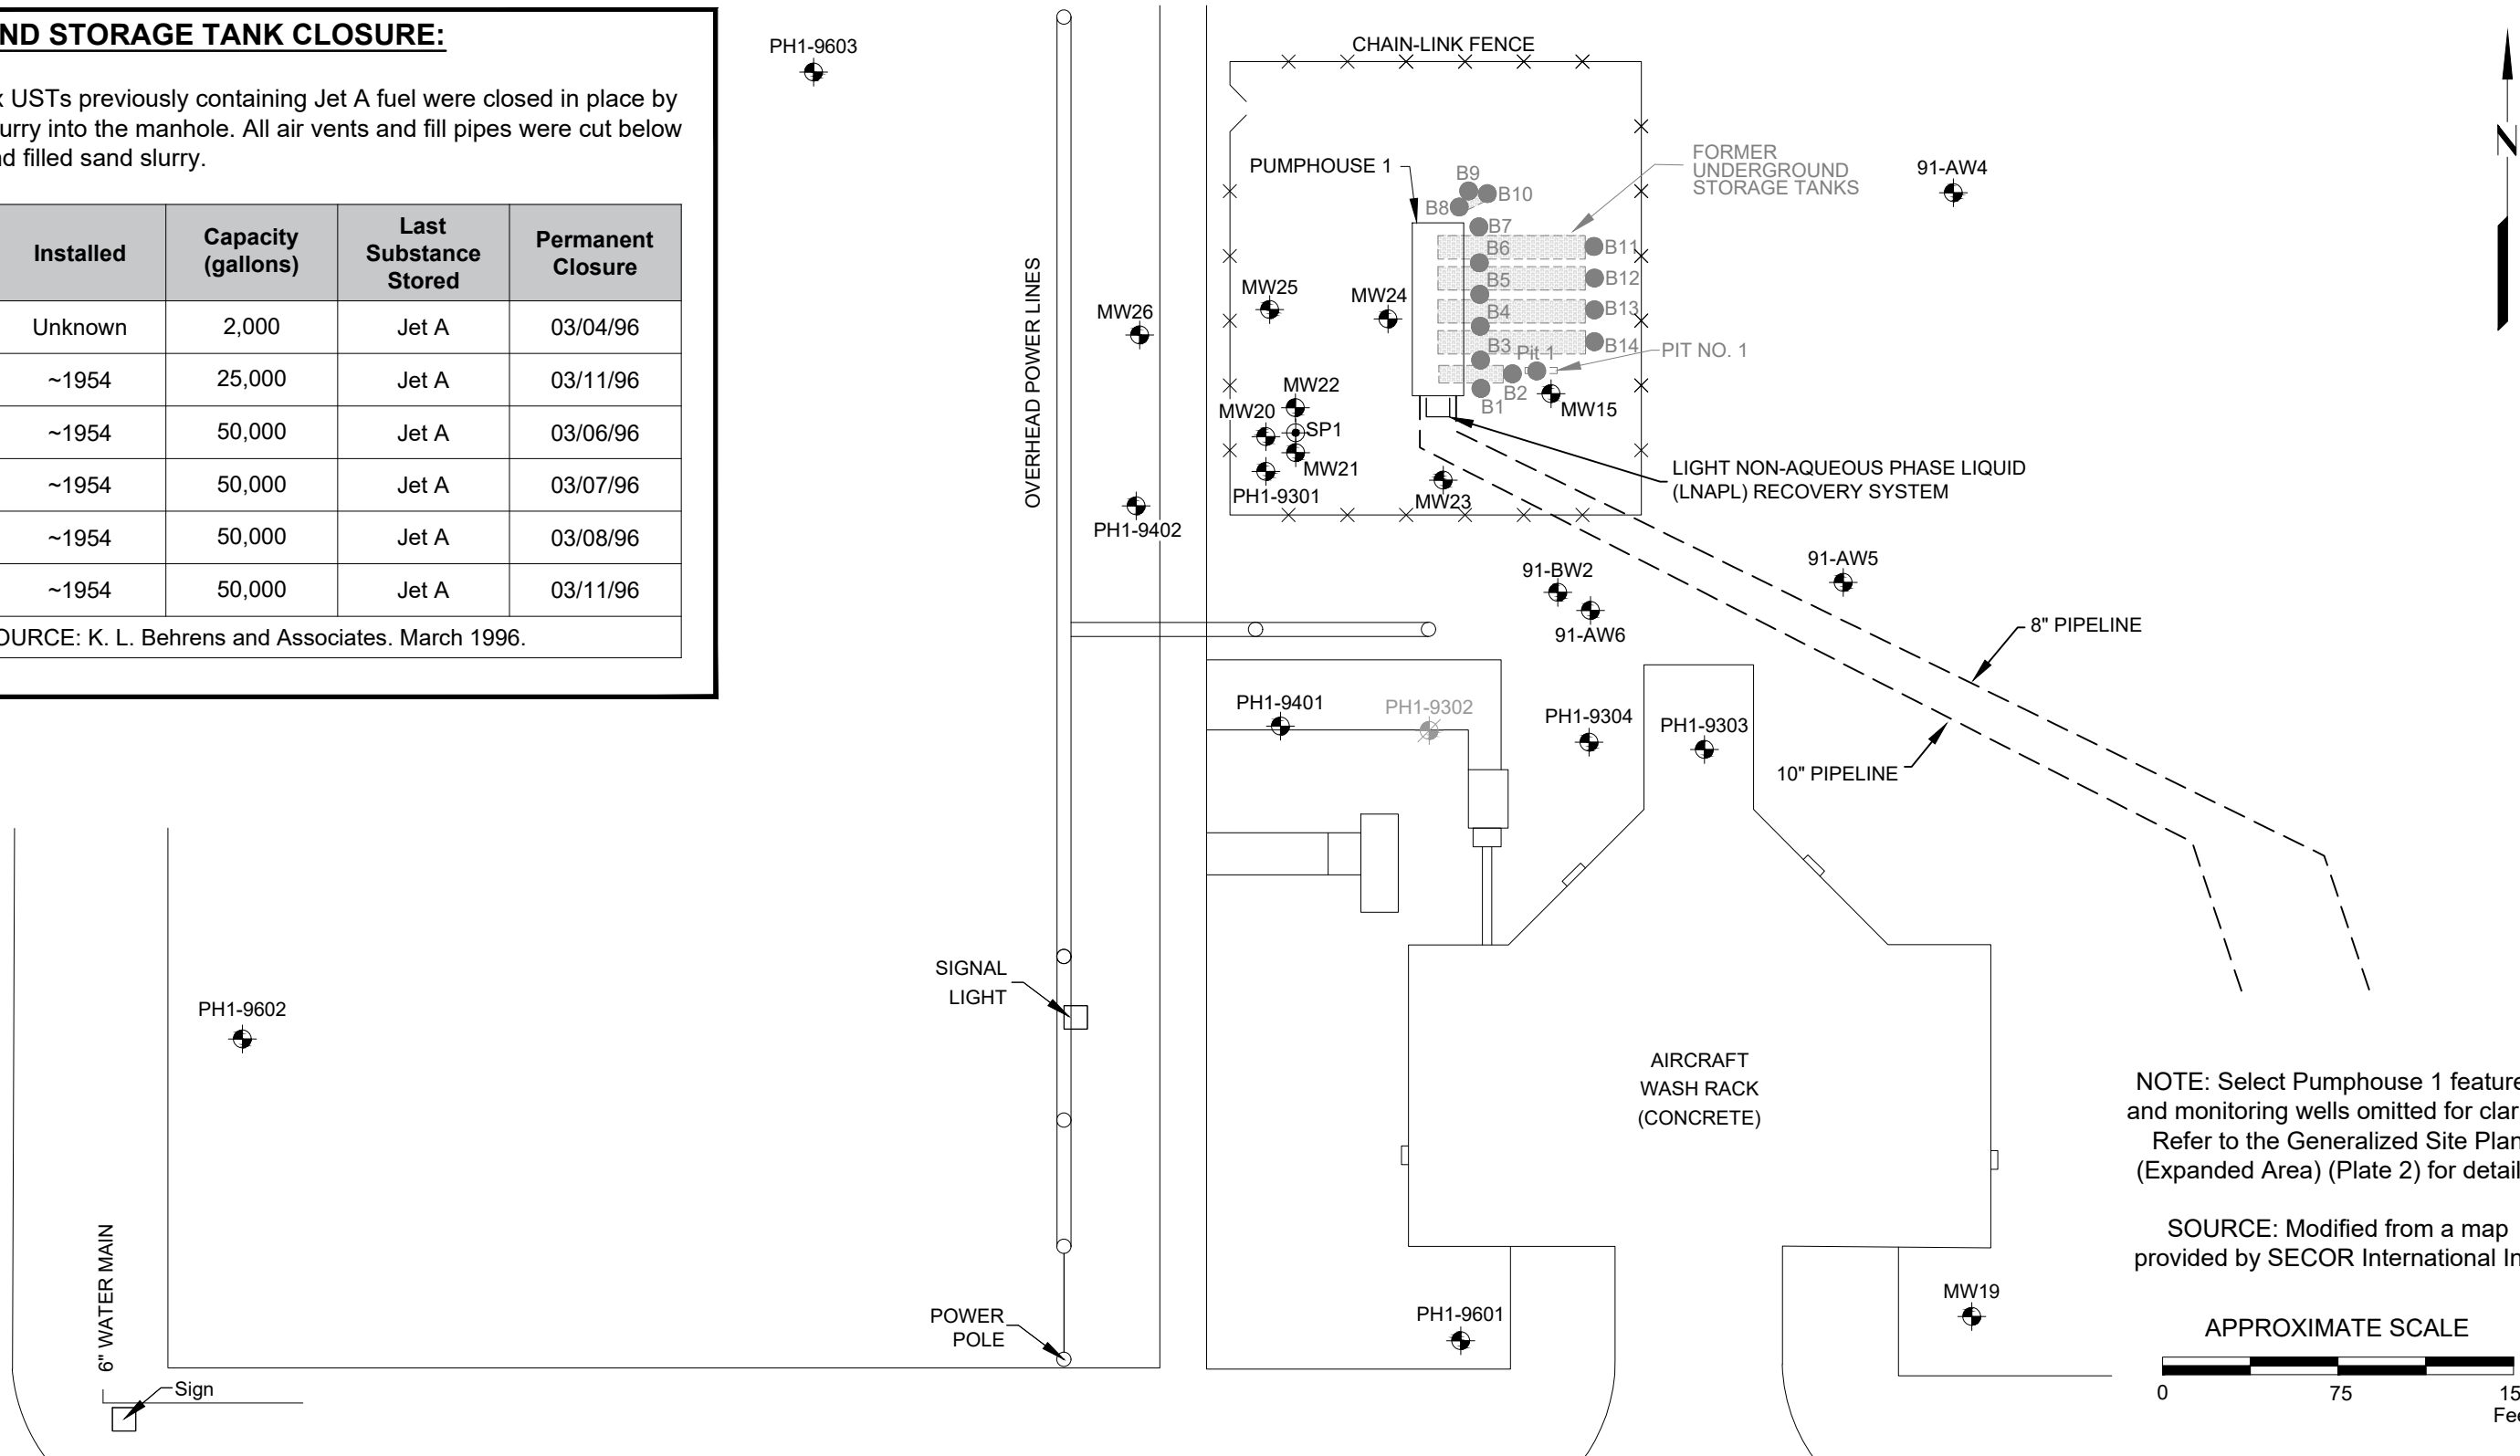 ND STORAGE TANK CLOSURE:
USTs previously containing Jet A fuel were closed in place by
urry into the manhole. All air vents and fill pipes were cut below
d filled sand slurry.
Installed
Capacity
(gallons)
Last
Substance
Stored
Permanent
Closure
Unknown 2,000 Jet A 03/04/96
~1954 25,000 Jet A 03/11/96
~1954 50,000 Jet A 03/06/96
~1954 50,000 Jet A 03/07/96
~1954 50,000 Jet A 03/08/96
~1954 50,000 Jet A 03/11/96
OURCE: K. L. Behrens and Associates. March 1996.
PH1-9603
CHAIN-LINK FENCE
PUMPHOUSE 1
FORMER
UNDERGROUND
STORAGE TANKS
91-AW4
N
B9
B10
B8
B7
B6
B11
B5
B12
B4
B13
B3
B14
Pit 1
PIT NO. 1
B2
B1
MW15
OVERHEAD POWER LINES
MW26
MW25
MW24
MW22
MW20
SP1
MW21
PH1-9301
MW23
PH1-9402
LIGHT NON-AQUEOUS PHASE LIQUID
(LNAPL) RECOVERY SYSTEM
91-BW2
91-AW6
91-AW5
8" PIPELINE
10" PIPELINE
PH1-9401
PH1-9302
PH1-9304
PH1-9303
SIGNAL
LIGHT
PH1-9602
AIRCRAFT
WASH RACK
(CONCRETE)
NOTE: Select Pumphouse 1 feature
and monitoring wells omitted for clar
Refer to the Generalized Site Plan
(Expanded Area) (Plate 2) for detail
SOURCE: Modified from a map
provided by SECOR International In
6" WATER MAIN
POWER
POLE
Sign
PH1-9601
MW19
APPROXIMATE SCALE
0 75 15
Fee